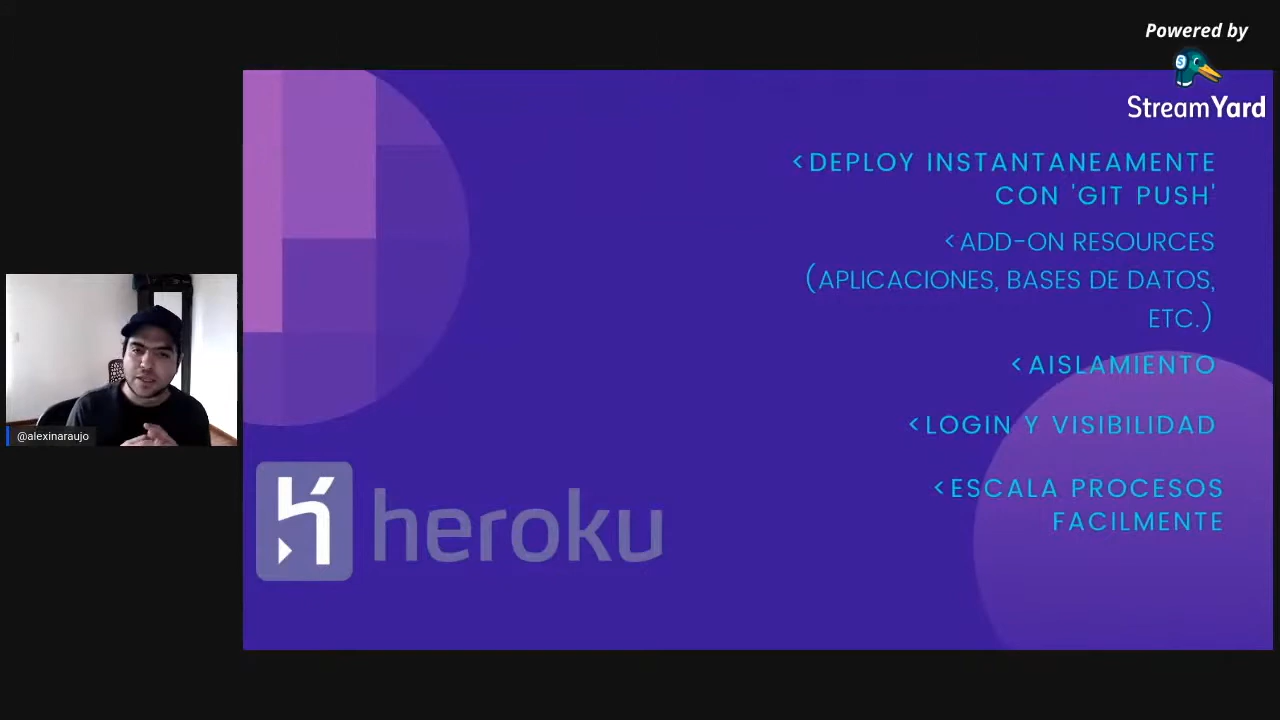 Powered by
StreamYard
<DEPLOY INSTANTANEAMENTE
CON 'GIT PUSH'
<ADD-ON RESOURCES
(APLICACIONES, BASES DE DATOS,
ETC.)
<AISLAMIENTO
<LOGIN Y VISIBILIDAD
<ESCALA PROCESOS
FACILMENTE
@alexinaraujo
heroku